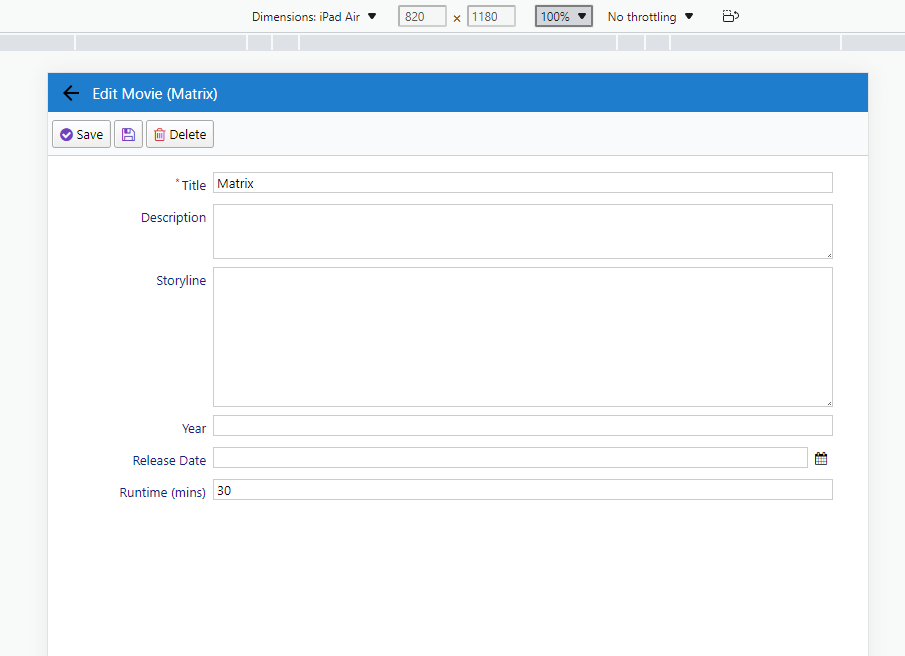 Dimensions: iPad Air 820 × 1180 100% No throttling
Edit Movie (Matrix)
Save Delete
* Title Matrix
Description
Storyline
Year
Release Date
Runtime (mins) 30